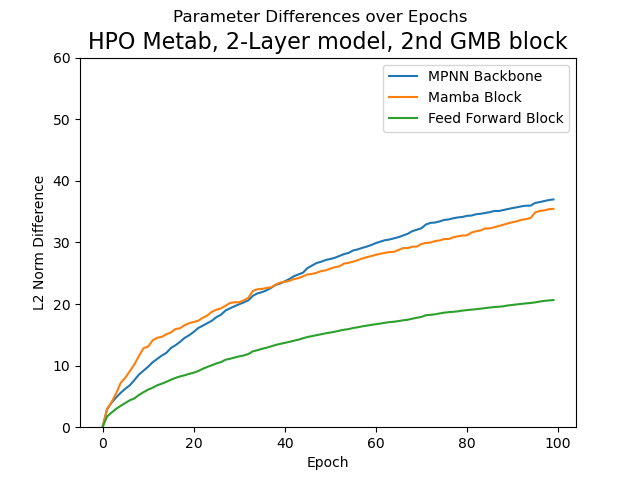 Parameter Differences over Epochs
HPO Metab, 2-Layer model, 2nd GMB block
60
50
40
30
20
10
0
L2 Norm Difference
MPNN Backbone
Mamba Block
Feed Forward Block
0 20 40 60 80 100
Epoch